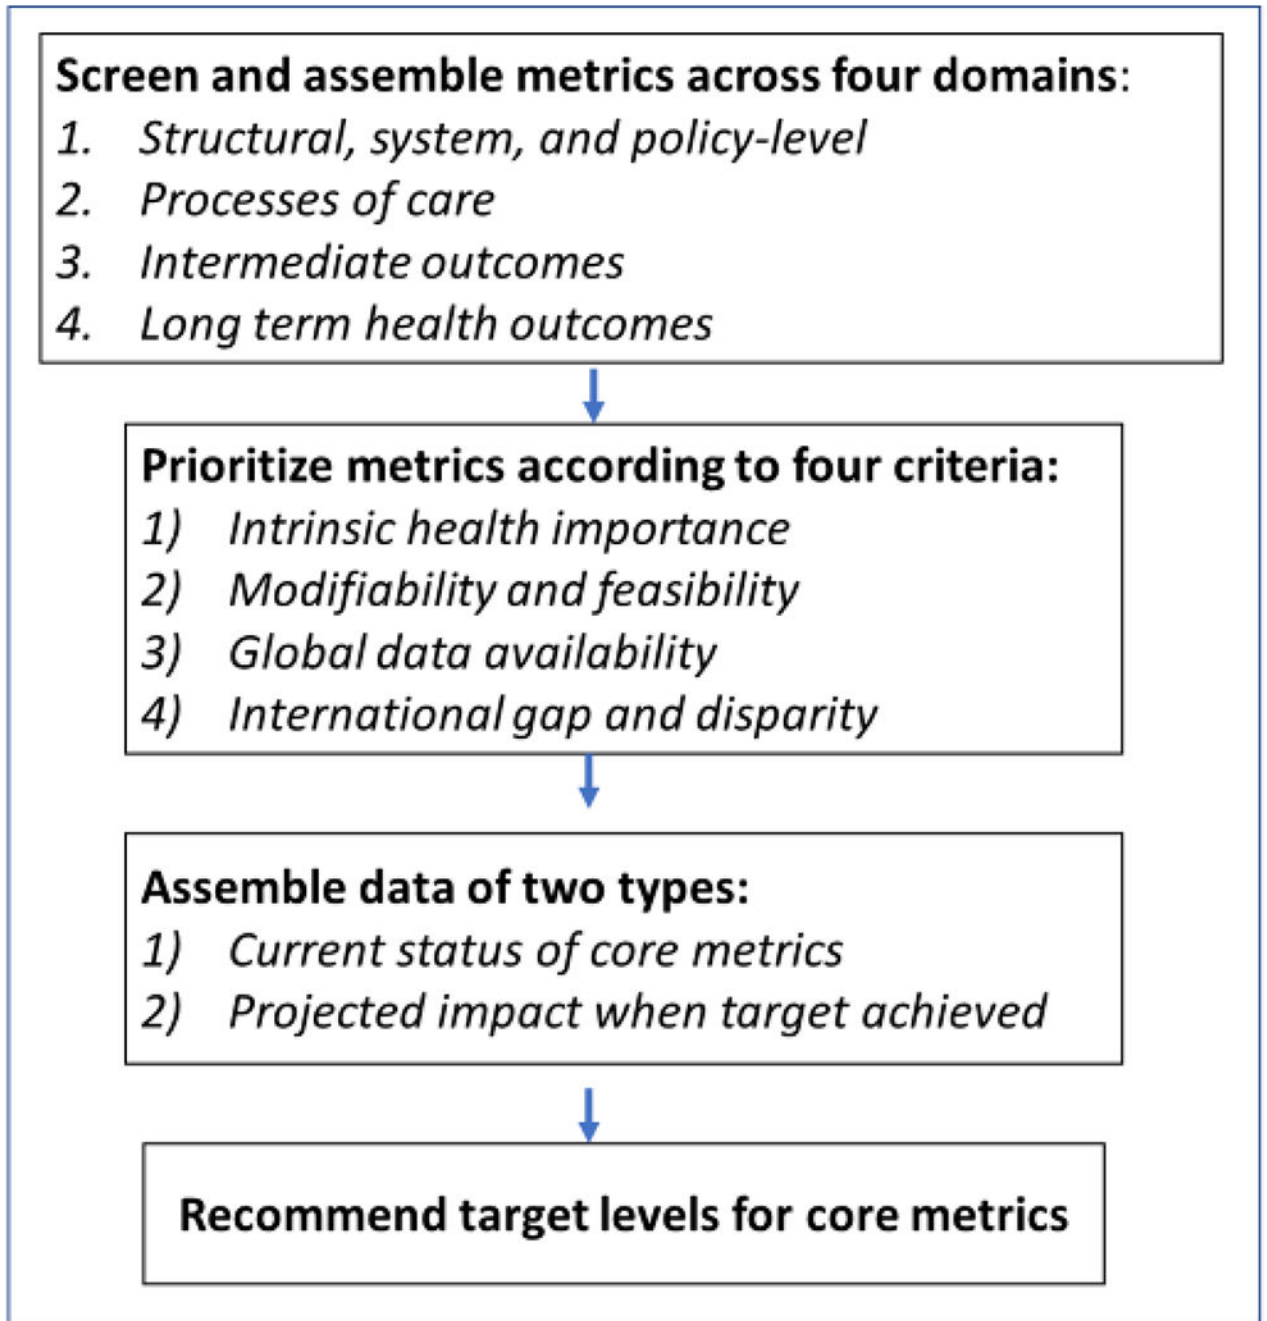 Screen and assemble metrics across four domains:
1. Structural, system, and policy-level
2. Processes of care
3. Intermediate outcomes
4. Long term health outcomes
Prioritize metrics according to four criteria:
1) Intrinsic health importance
2) Modifiability and feasibility
3) Global data availability
4) International gap and disparity
Assemble data of two types:
1) Current status of core metrics
2) Projected impact when target achieved
Recommend target levels for core metrics